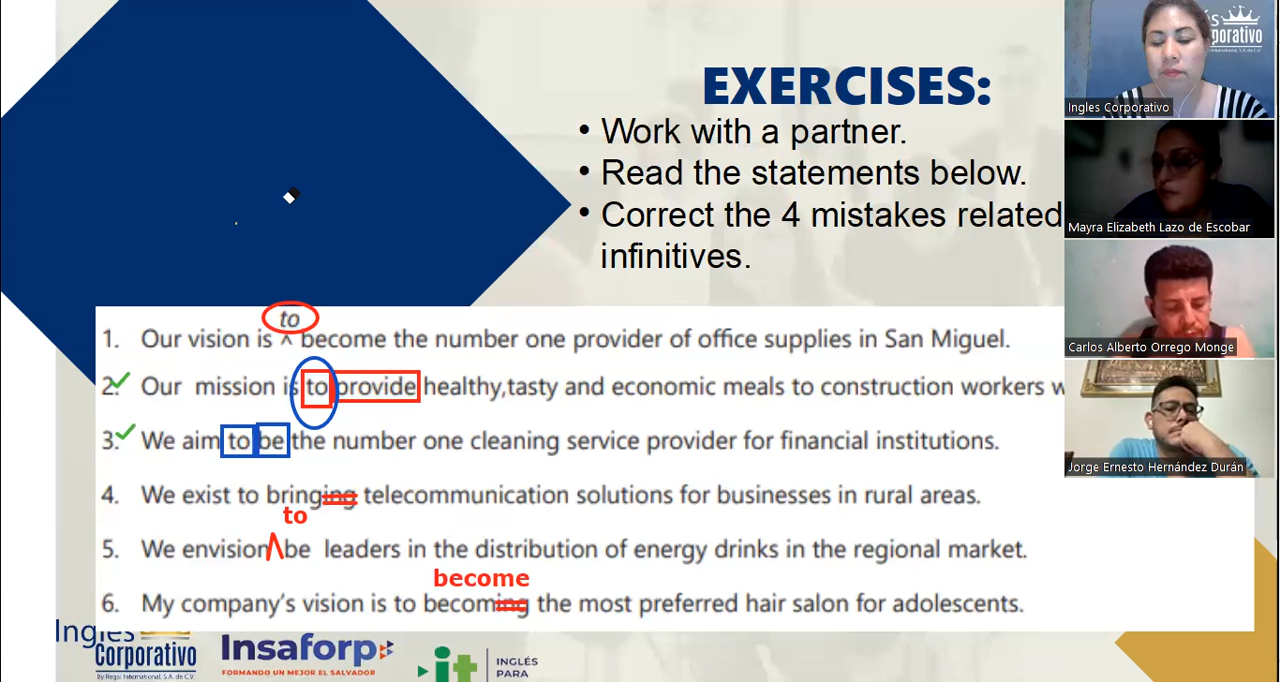 EXERCISES:
• Work with a partner.
• Read the statements below.
• Correct the 4 mistakes related
infinitives.
to
1. Our vision is ^ become the number one provider of office supplies in San Miguel.
2. Our mission is to provide healthy,tasty and economic meals to construction workers w
3. We aim to be the number one cleaning service provider for financial institutions.
4. We exist to bringing telecommunication solutions for businesses in rural areas.
to
5. We envision be leaders in the distribution of energy drinks in the regional market.
become
6. My company's vision is to becoming the most preferred hair salon for adolescents.
Ingles
Corporativo
By Regal International, S.A. de C.V.
Insaforp
FORMANDO UN MEJOR EL SALVADOR
it
INGLÉS
PARA
Ingles Corporativo
Mayra Elizabeth Lazo de Escobar
Carlos Alberto Orrego Monge
Jorge Ernesto Hernández Durán